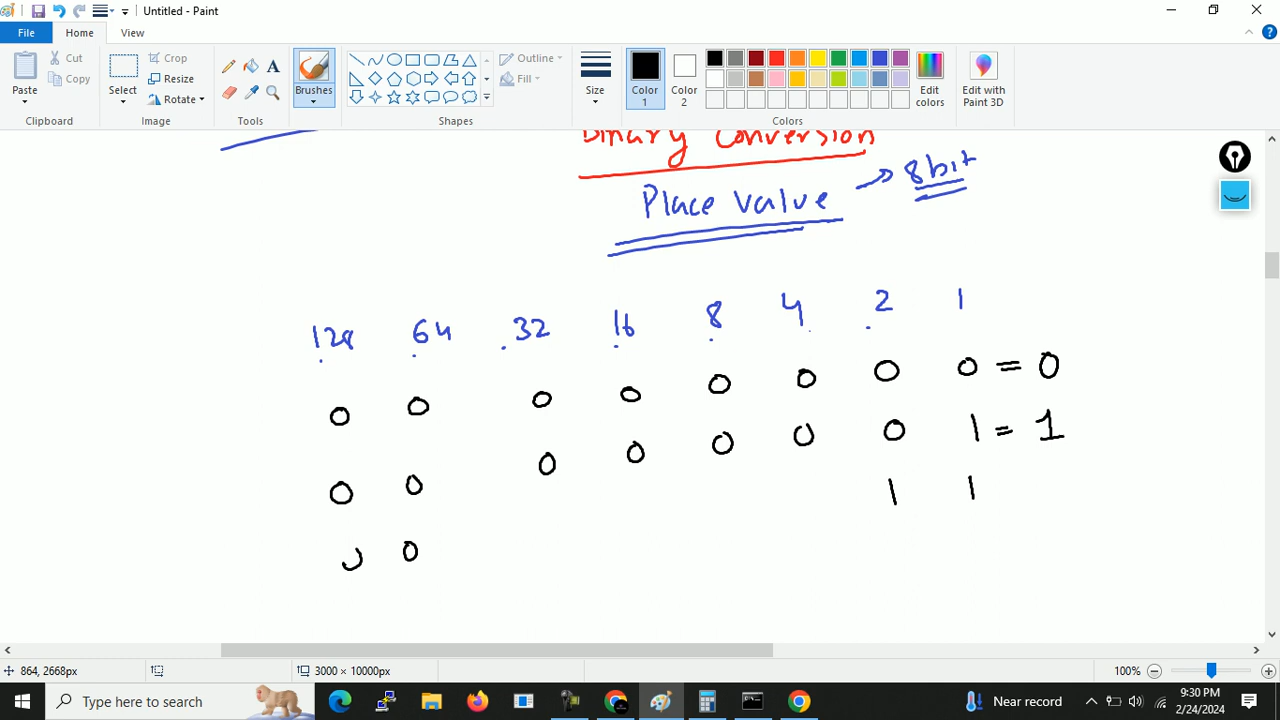 Untitled - Paint
File Home View
Paste Cut Copy Clipboard
Select Crop Resize Rotate Image
Tools
Brushes
Outline Fill Shapes
Size
Color 1 Color 2 Edit colors Colors
Edit with Paint 3D
Binary Conversion
Place Value → 8bit
128 64 32 16 8 4 2 1
0 0 0 0 0 0 0 0 = 0
0 0 0 0 0 0 0 1 = 1
0 0 1 1
864, 2668px 3000 × 10000px 100%
Type here to search
Near record
9:30 PM
2/24/2024